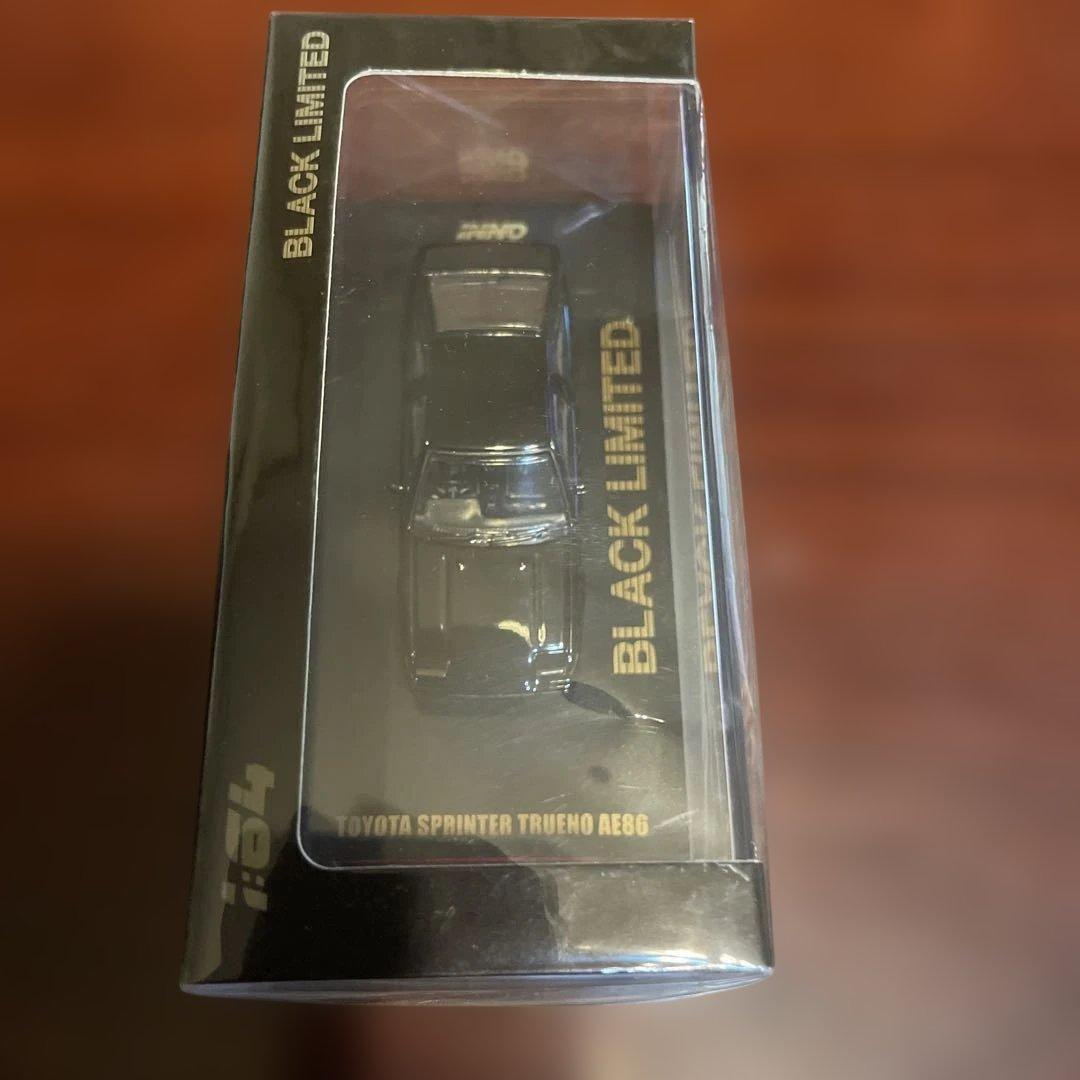 BLACK LIMITED
INNO
BLACK LIMITED
TOYOTA SPRINTER TRUENO AE86
1:64